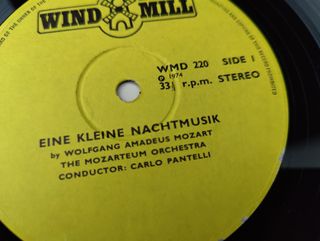 WIND MILL
WMD 220 SIDE 1
℗ 1974
33⅓ r.p.m. STEREO
EINE KLEINE NACHTMUSIK
by WOLFGANG AMADEUS MOZART
THE MOZARTEUM ORCHESTRA
CONDUCTOR: CARLO PANTELLI